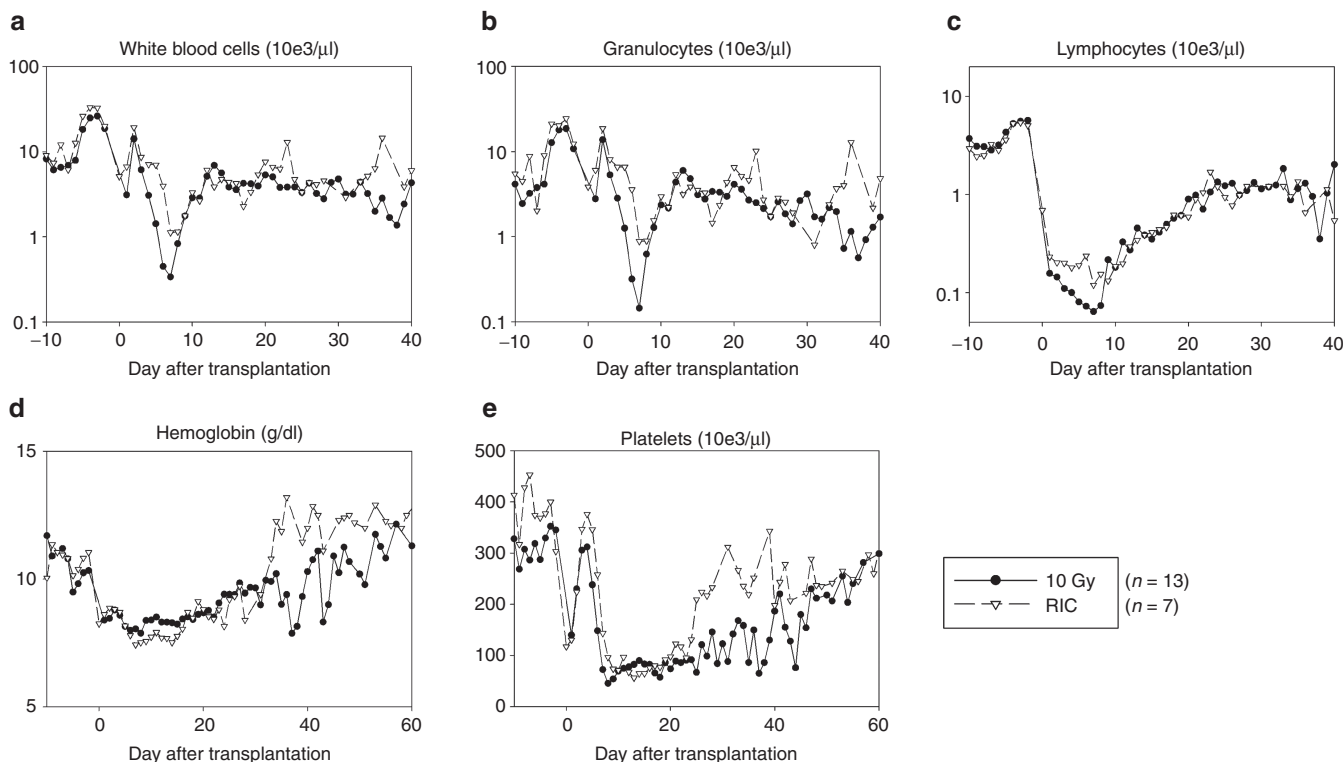 a
White blood cells (10e3/μl)
100
10
1
0.1
−10 0 10 20 30 40
Day after transplantation
b
Granulocytes (10e3/μl)
100
10
1
0.1
−10 0 10 20 30 40
Day after transplantation
c
Lymphocytes (10e3/μl)
10
1
0.1
−10 0 10 20 30 40
Day after transplantation
d
Hemoglobin (g/dl)
15
10
5
0 20 40 60
Day after transplantation
e
Platelets (10e3/μl)
500
400
300
200
100
0
0 20 40 60
Day after transplantation
10 Gy (n = 13)
RIC (n = 7)